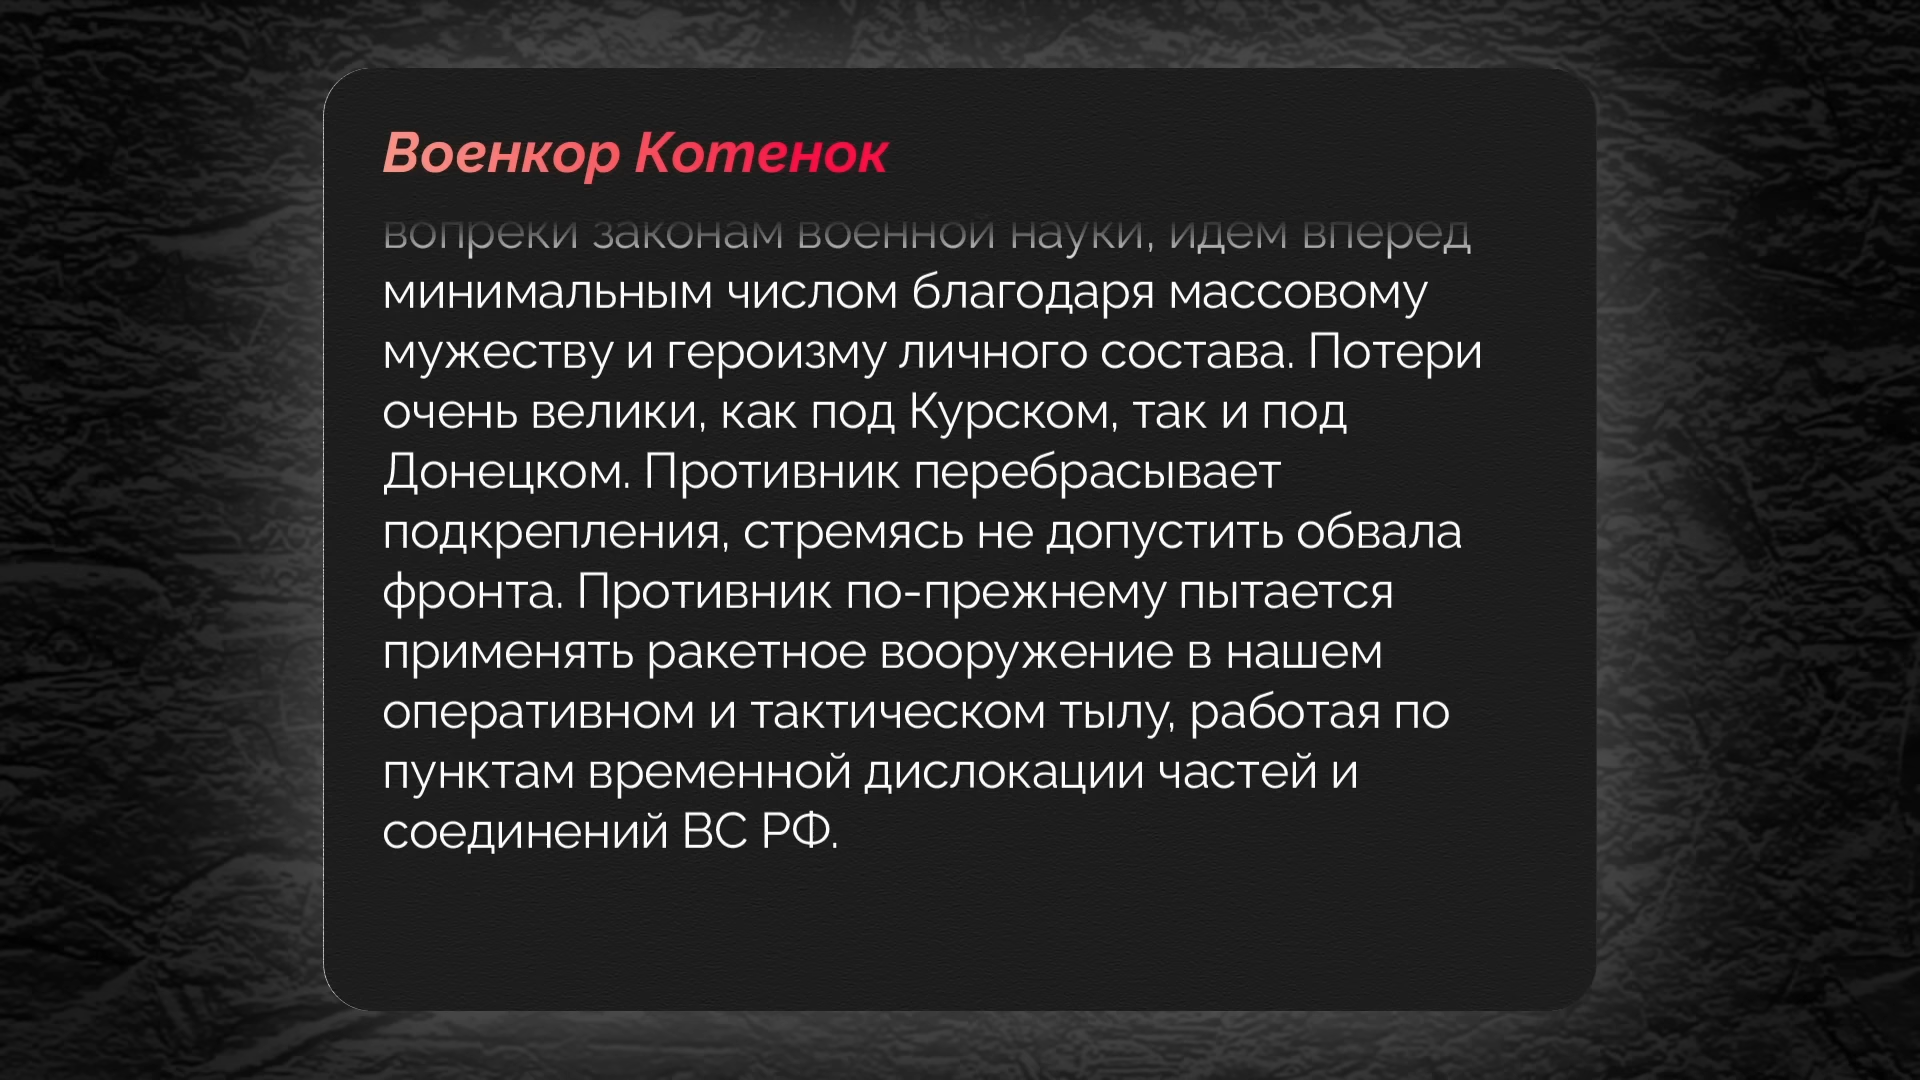 Военкор Котенок
вопреки законам военной науки, идем вперед
минимальным числом благодаря массовому
мужеству и героизму личного состава. Потери
очень велики, как под Курском, так и под
Донецком. Противник перебрасывает
подкрепления, стремясь не допустить обвала
фронта. Противник по-прежнему пытается
применять ракетное вооружение в нашем
оперативном и тактическом тылу, работая по
пунктам временной дислокации частей и
соединений ВС РФ.